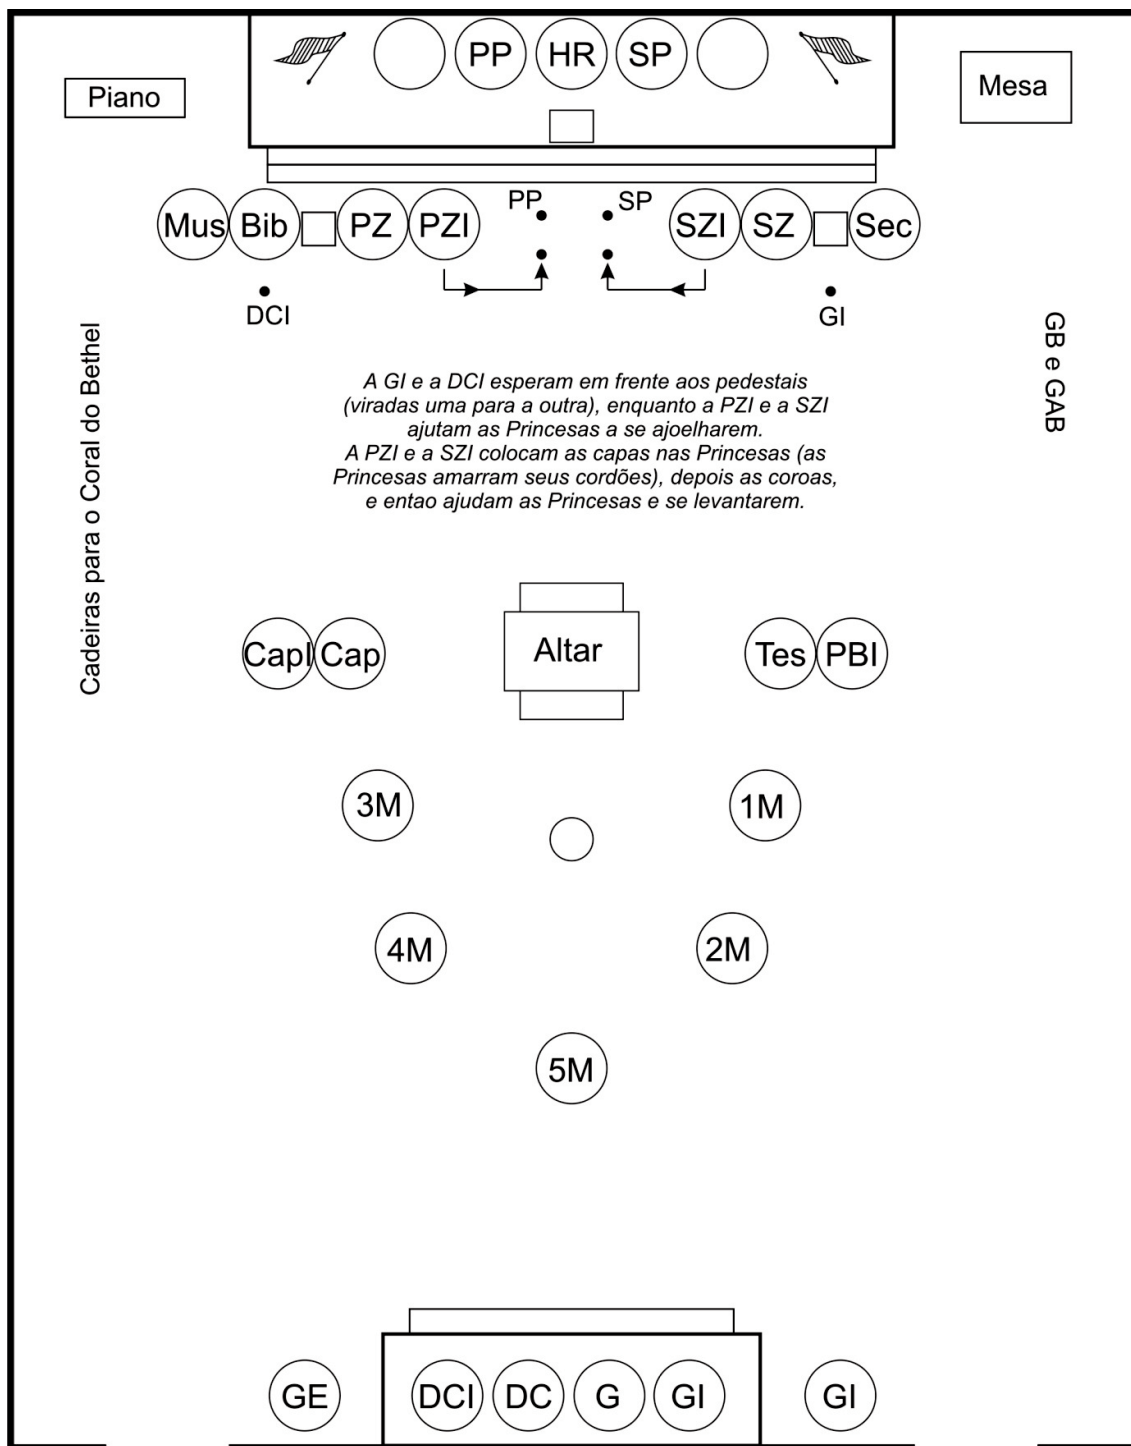 PP HR SP
Piano
Mesa
Mus Bib PZ PZI PP SP SZI SZ Sec
DCI
GI
Cadeiras para o Coral do Bethel
GB e GAB
A GI e a DCI esperam em frente aos pedestais
(viradas uma para a outra), enquanto a PZI e a SZI
ajutam as Princesas a se ajoelharem.
A PZI e a SZI colocam as capas nas Princesas (as
Princesas amarram seus cordões), depois as coroas,
e entao ajudam as Princesas e se levantarem.
CapI Cap Altar Tes PBI
3M 1M
4M 2M
5M
GE DCI DC G GI GI